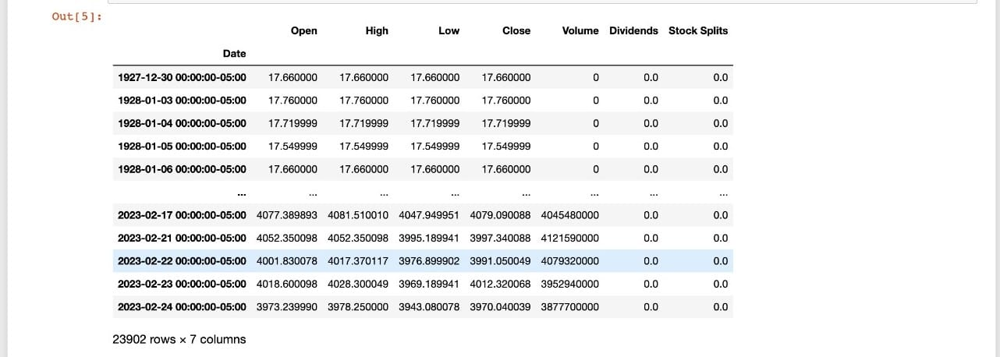 Out[5]:
Open High Low Close Volume Dividends Stock Splits
Date
1927-12-30 00:00:00-05:00 17.660000 17.660000 17.660000 17.660000 0 0.0 0.0
1928-01-03 00:00:00-05:00 17.760000 17.760000 17.760000 17.760000 0 0.0 0.0
1928-01-04 00:00:00-05:00 17.719999 17.719999 17.719999 17.719999 0 0.0 0.0
1928-01-05 00:00:00-05:00 17.549999 17.549999 17.549999 17.549999 0 0.0 0.0
1928-01-06 00:00:00-05:00 17.660000 17.660000 17.660000 17.660000 0 0.0 0.0
... ... ... ... ... ... ... ...
2023-02-17 00:00:00-05:00 4077.389893 4081.510010 4047.949951 4079.090088 4045480000 0.0 0.0
2023-02-21 00:00:00-05:00 4052.350098 4052.350098 3995.189941 3997.340088 4121590000 0.0 0.0
2023-02-22 00:00:00-05:00 4001.830078 4017.370117 3976.899902 3991.050049 4079320000 0.0 0.0
2023-02-23 00:00:00-05:00 4018.600098 4028.300049 3969.189941 4012.320068 3952940000 0.0 0.0
2023-02-24 00:00:00-05:00 3973.239990 3978.250000 3943.080078 3970.040039 3877700000 0.0 0.0
23902 rows × 7 columns